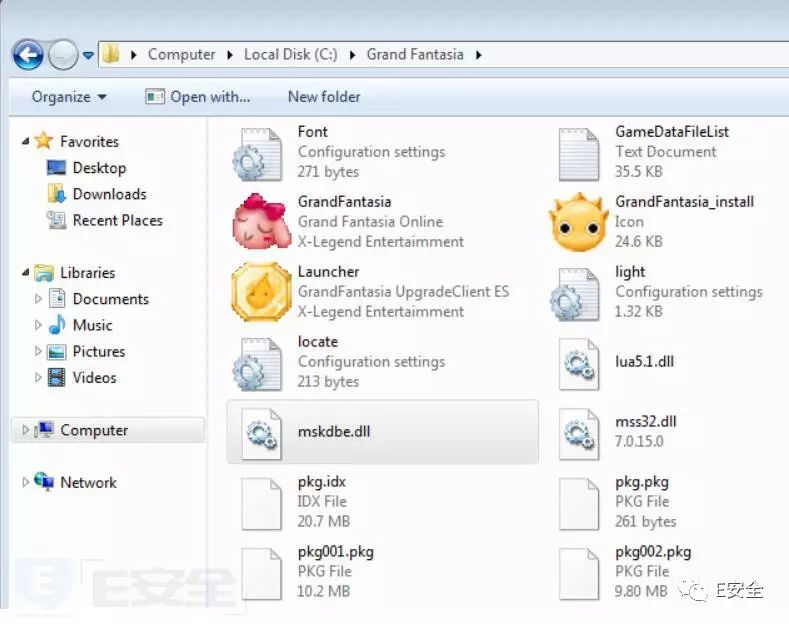 Computer ▸ Local Disk (C:) ▸ Grand Fantasia ▸
Organize Open with... New folder
Favorites
Desktop
Downloads
Recent Places
Libraries
Documents
Music
Pictures
Videos
Computer
Network
Font
Configuration settings
271 bytes
GameDataFileList
Text Document
35.5 KB
GrandFantasia
Grand Fantasia Online
X-Legend Entertainment
GrandFantasia_install
Icon
24.6 KB
Launcher
GrandFantasia UpgradeClient ES
X-Legend Entertainment
light
Configuration settings
1.32 KB
locate
Configuration settings
213 bytes
lua5.1.dll
mskdbe.dll
mss32.dll
7.0.15.0
pkg.idx
IDX File
20.7 MB
pkg.pkg
PKG File
261 bytes
pkg001.pkg
PKG File
10.2 MB
pkg002.pkg
PKG File
9.80 MB
E安全
E安全